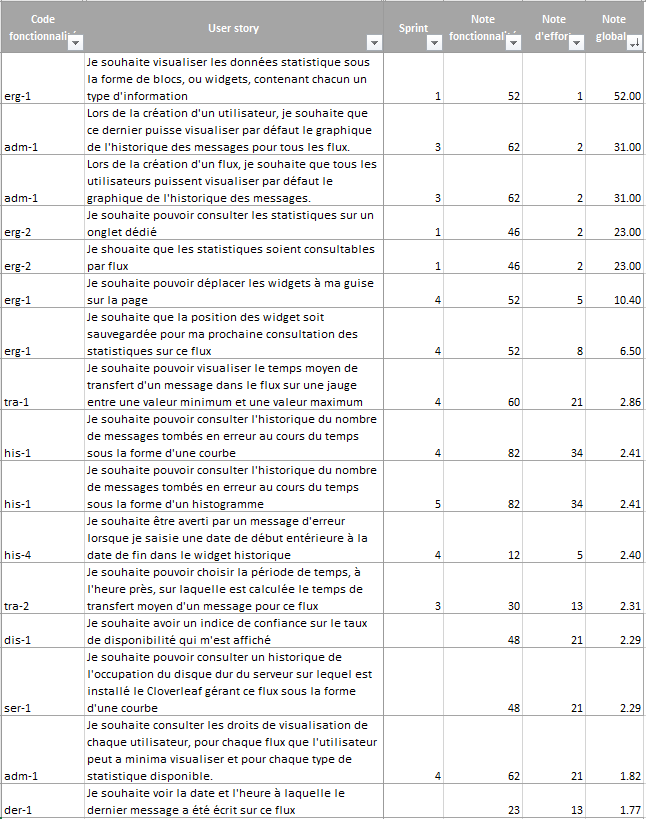 Code fonctionnalité User story Sprint Note fonctionnalité Note d'effort Note global
Je souhaite visualiser les données statistique sous
la forme de blocs, ou widgets, contenant chacun un
erg-1 type d'information 1 52 1 52.00
Lors de la création d'un utilisateur, je souhaite que
ce dernier puisse visualiser par défaut le graphique
adm-1 de l'historique des messages pour tous les flux. 3 62 2 31.00
Lors de la création d'un flux, je souhaite que tous les
utilisateurs puissent visualiser par défaut le
adm-1 graphique de l'historique des messages. 3 62 2 31.00
Je souhaite pouvoir consulter les statistiques sur un
erg-2 onglet dédié 1 46 2 23.00
Je shouaite que les statistiques soient consultables
erg-2 par flux 1 46 2 23.00
Je souhaite pouvoir déplacer les widgets à ma guise
erg-1 sur la page 4 52 5 10.40
Je souhaite que la position des widget soit
sauvegardée pour ma prochaine consultation des
erg-1 statistiques sur ce flux 4 52 8 6.50
Je souhaite pouvoir visualiser le temps moyen de
transfert d'un message dans le flux sur une jauge
tra-1 entre une valeur minimum et une valeur maximum 4 60 21 2.86
Je souhaite pouvoir consulter l'historique du nombre
de messages tombés en erreur au cours du temps
his-1 sous la forme d'une courbe 4 82 34 2.41
Je souhaite pouvoir consulter l'historique du nombre
de messages tombés en erreur au cours du temps
his-1 sous la forme d'un histogramme 5 82 34 2.41
Je souhaite être averti par un message d'erreur
lorsque je saisie une date de début entérieure à la
his-4 date de fin dans le widget historique 4 12 5 2.40
Je souhaite pouvoir choisir la période de temps, à
l'heure près, sur laquelle est calculée le temps de
tra-2 transfert moyen d'un message pour ce flux 3 30 13 2.31
Je souhaite avoir un indice de confiance sur le taux
dis-1 de disponibilité qui m'est affiché 48 21 2.29
Je souhaite pouvoir consulter un historique de
l'occupation du disque dur du serveur sur lequel est
installé le Cloverleaf gérant ce flux sous la forme
ser-1 d'une courbe 48 21 2.29
Je souhaite consulter les droits de visualisation de
chaque utilisateur, pour chaque flux que l'utilisateur
peut a minima visualiser et pour chaque type de
adm-1 statistique disponible. 4 62 21 1.82
Je souhaite voir la date et l'heure à laquelle le
der-1 dernier message a été écrit sur ce flux 23 13 1.77